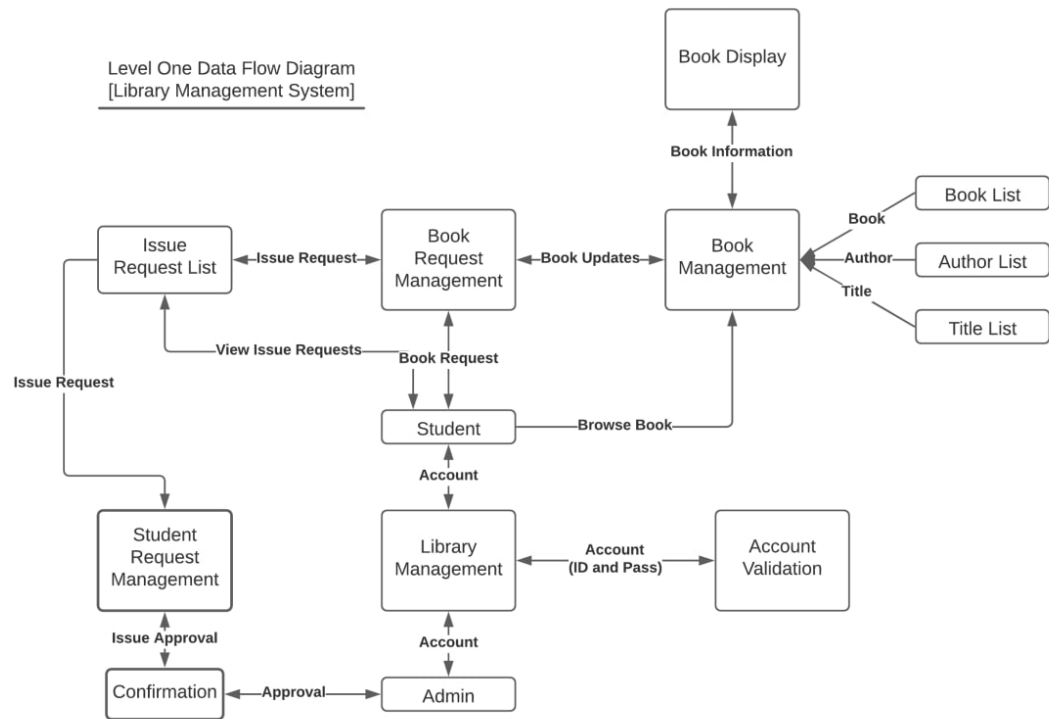 Level One Data Flow Diagram
[Library Management System]
Book Display
Book Information
Book List
Book
Issue
Request List
Issue Request
Book
Request
Management
Book Updates
Book
Management
Author
Author List
Title
Title List
View Issue Requests
Book Request
Issue Request
Student
Browse Book
Account
Student
Request
Management
Library
Management
Account
(ID and Pass)
Account
Validation
Issue Approval
Account
Confirmation
Approval
Admin